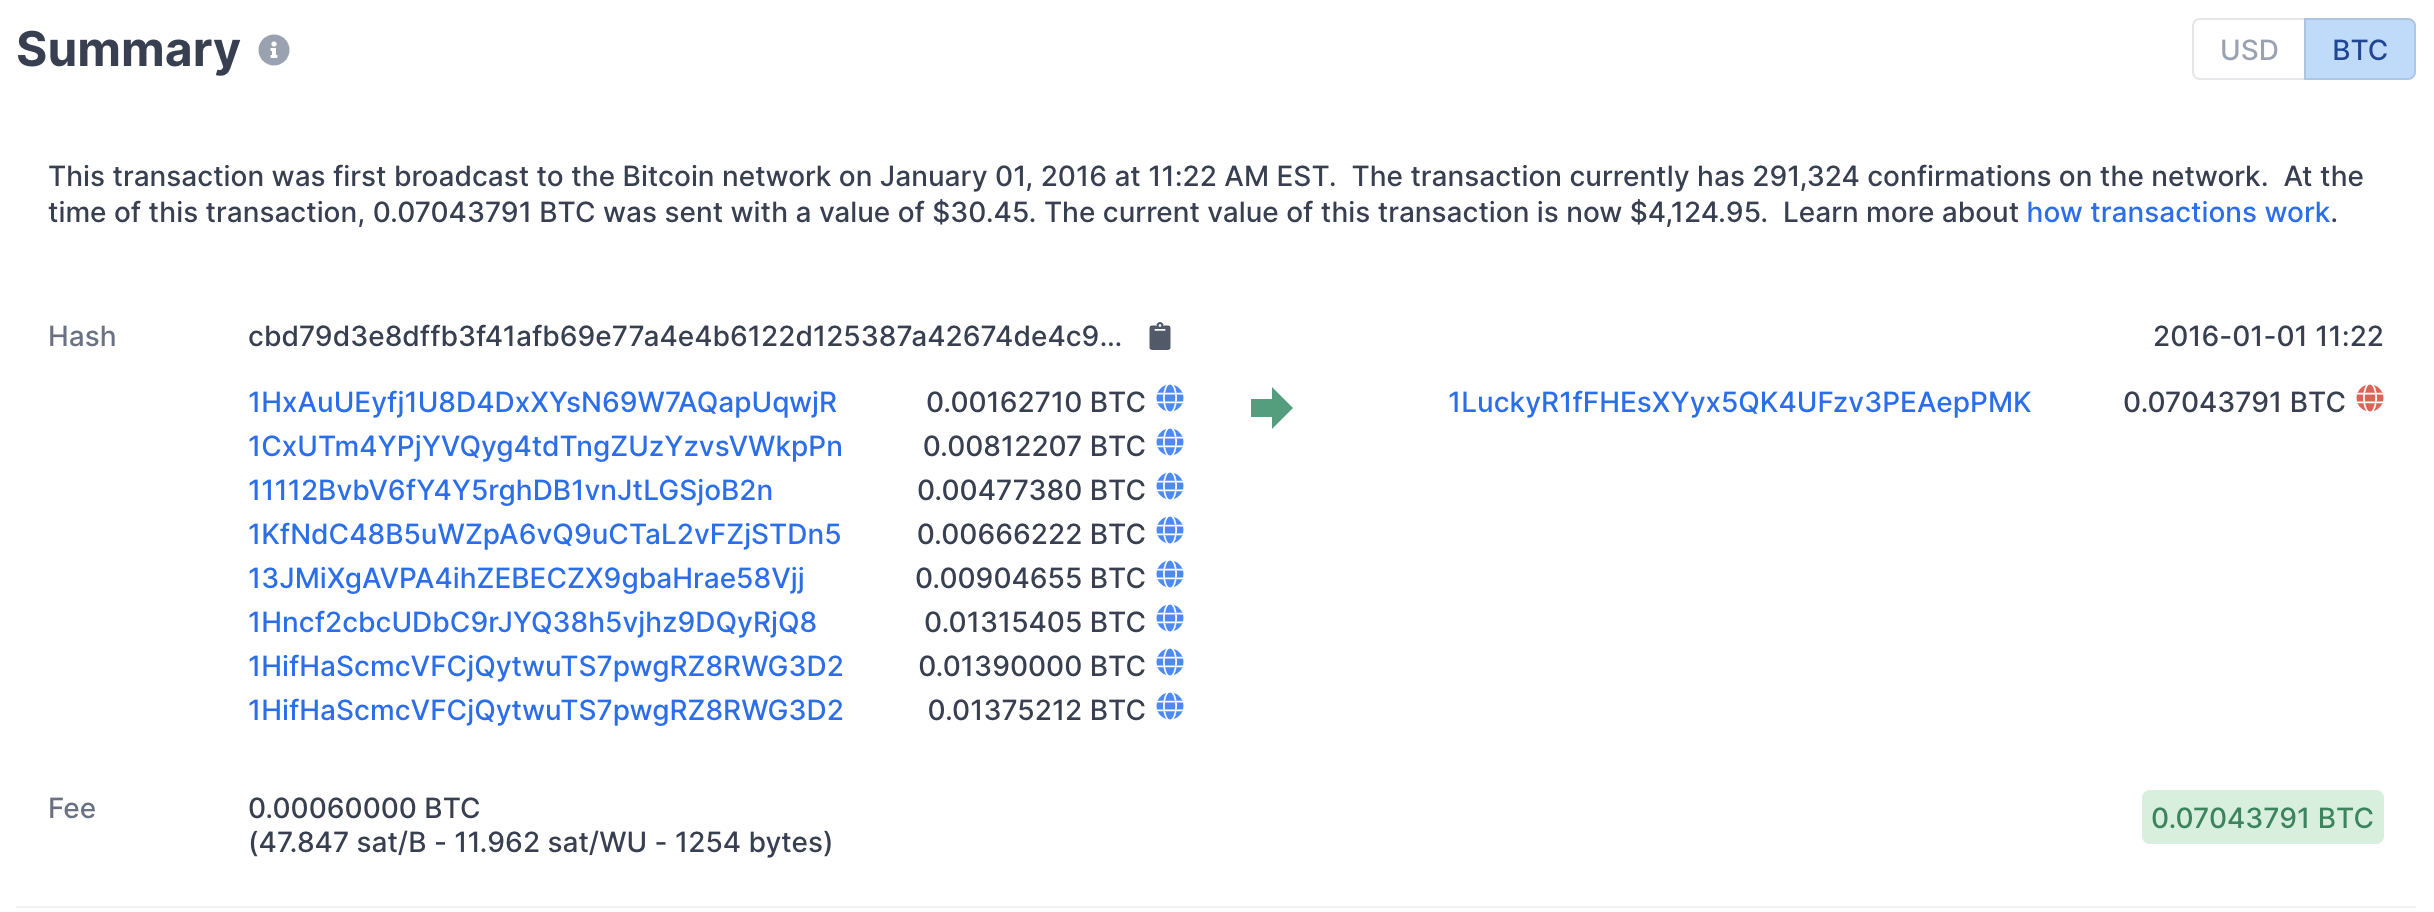 Summary
USD BTC
This transaction was first broadcast to the Bitcoin network on January 01, 2016 at 11:22 AM EST. The transaction currently has 291,324 confirmations on the network. At the
time of this transaction, 0.07043791 BTC was sent with a value of $30.45. The current value of this transaction is now $4,124.95. Learn more about how transactions work.
Hash cbd79d3e8dffb3f41afb69e77a4e4b6122d125387a42674de4c9... 2016-01-01 11:22
1HxAuUEyfj1U8D4DxXYsN69W7AQapUqwjR 0.00162710 BTC 1LuckyR1fFHEsXYyx5QK4UFzv3PEAepPMK 0.07043791 BTC
1CxUTm4YPjYVQyg4tdTngZUzYzvsVWkpPn 0.00812207 BTC
11112BvbV6fY4Y5rghDB1vnJtLGSjoB2n 0.00477380 BTC
1KfNdC48B5uWZpA6vQ9uCTaL2vFZjSTDn5 0.00666222 BTC
13JMiXgAVPA4ihZEBECZX9gbaHrae58Vjj 0.00904655 BTC
1Hncf2cbcUDbC9rJYQ38h5vjhz9DQyRjQ8 0.01315405 BTC
1HifHaScmcVFCjQytwuTS7pwgRZ8RWG3D2 0.01390000 BTC
1HifHaScmcVFCjQytwuTS7pwgRZ8RWG3D2 0.01375212 BTC
Fee 0.00060000 BTC 0.07043791 BTC
(47.847 sat/B - 11.962 sat/WU - 1254 bytes)